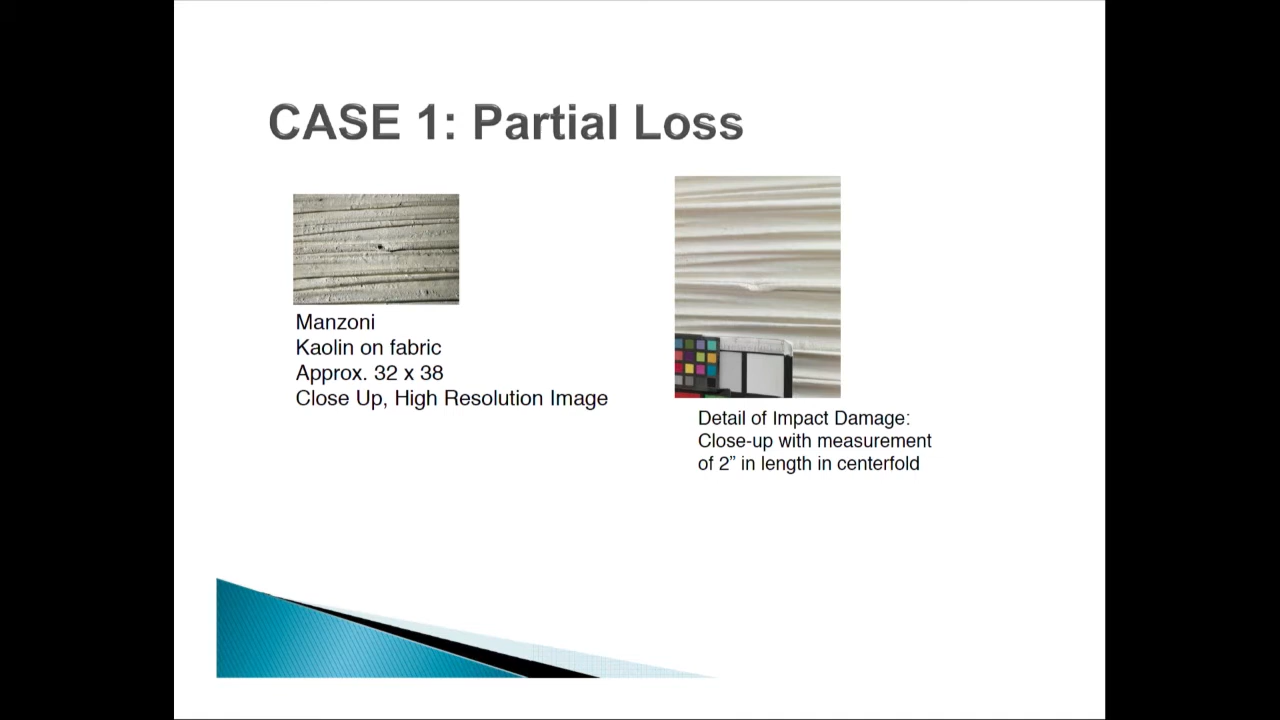 CASE 1: Partial Loss
Manzoni
Kaolin on fabric
Approx. 32 x 38
Close Up, High Resolution Image
Detail of Impact Damage:
Close-up with measurement
of 2” in length in centerfold